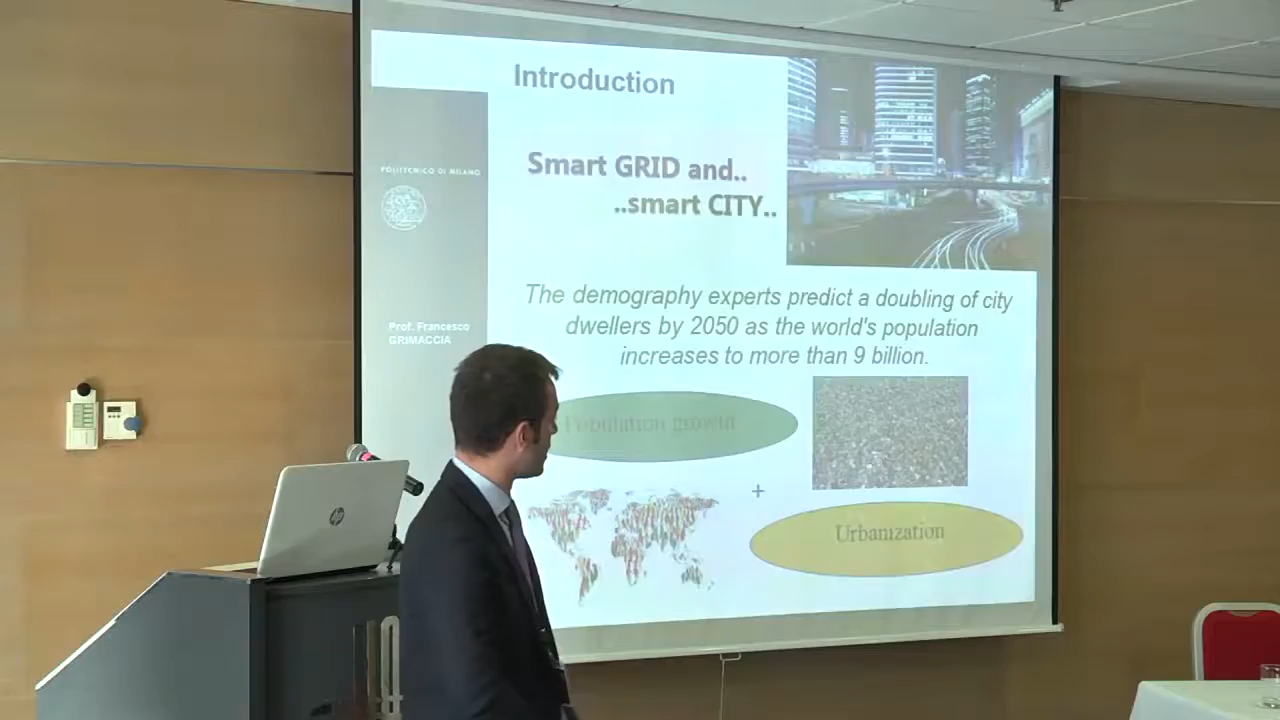 Introduction
POLITECNICO DI MILANO
Smart GRID and..
..smart CITY..
The demography experts predict a doubling of city
dwellers by 2050 as the world's population
increases to more than 9 billion.
Prof. Francesco
GRIMACCIA
Population growth
+
Urbanization
hp